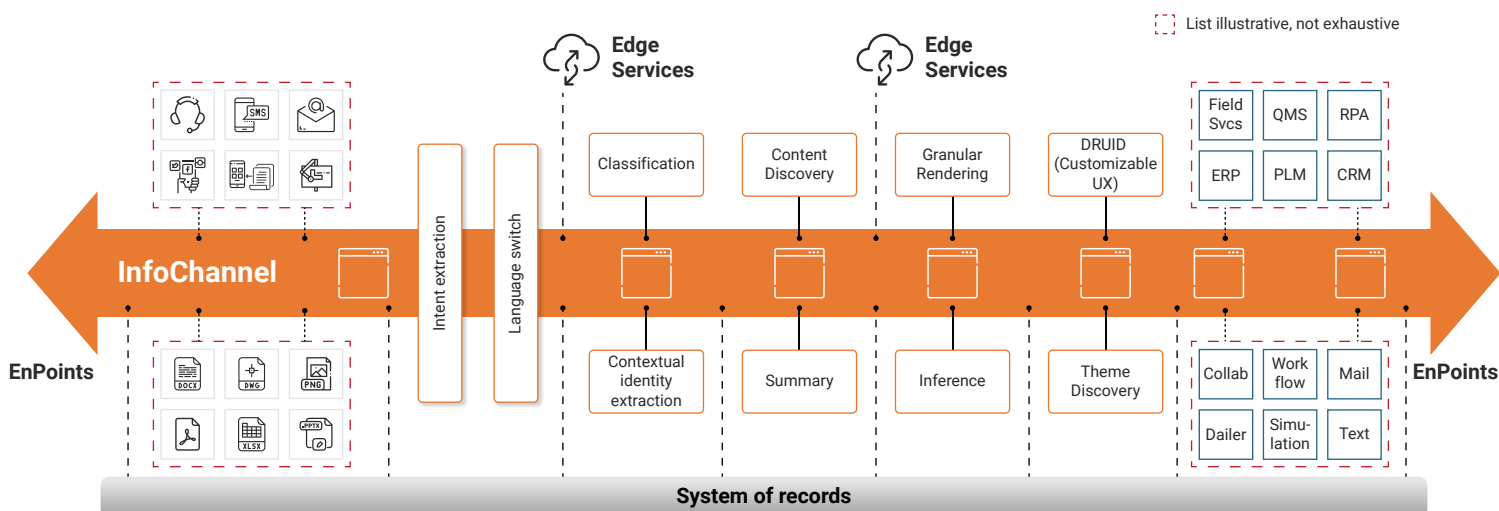 List illustrative, not exhaustive
Edge
Services
Edge
Services
SMS
@
f
Field
Svcs
QMS
RPA
ERP
PLM
CRM
Classification
Content
Discovery
Granular
Rendering
DRUID
(Customizable
UX)
InfoChannel
Intent extraction
Language switch
EnPoints
EnPoints
DOCX
DWG
PNG
XLSX
.PPTX
Contextual
identity
extraction
Summary
Inference
Theme
Discovery
Collab
Work
flow
Mail
Dailer
Simu-
lation
Text
System of records